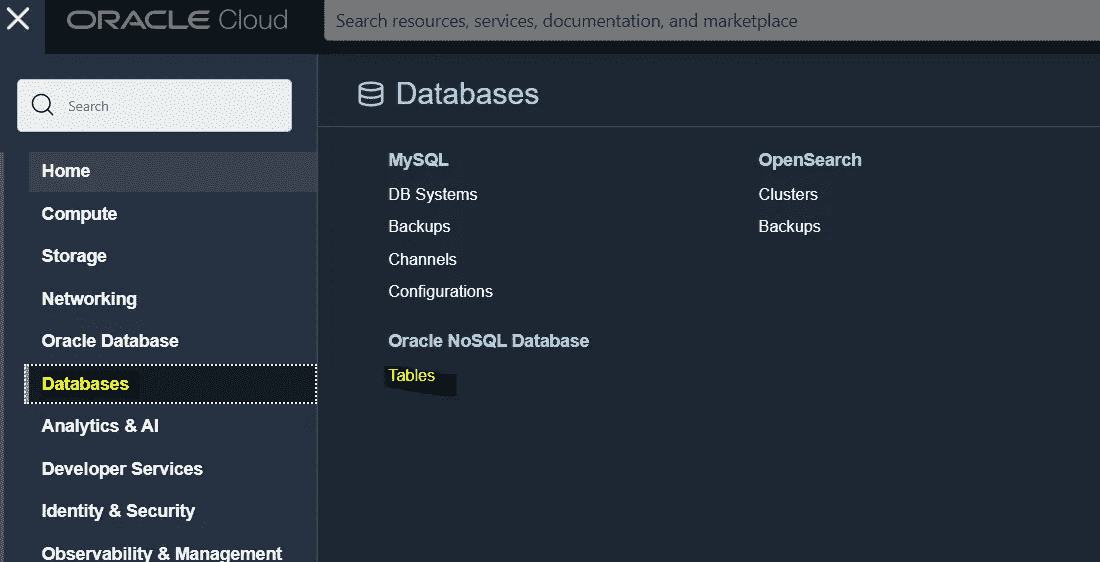 ORACLE Cloud
Search resources, services, documentation, and marketplace
Search
Home
Compute
Storage
Networking
Oracle Database
Databases
Analytics & AI
Developer Services
Identity & Security
Observability & Management
Databases
MySQL
DB Systems
Backups
Channels
Configurations
Oracle NoSQL Database
Tables
OpenSearch
Clusters
Backups